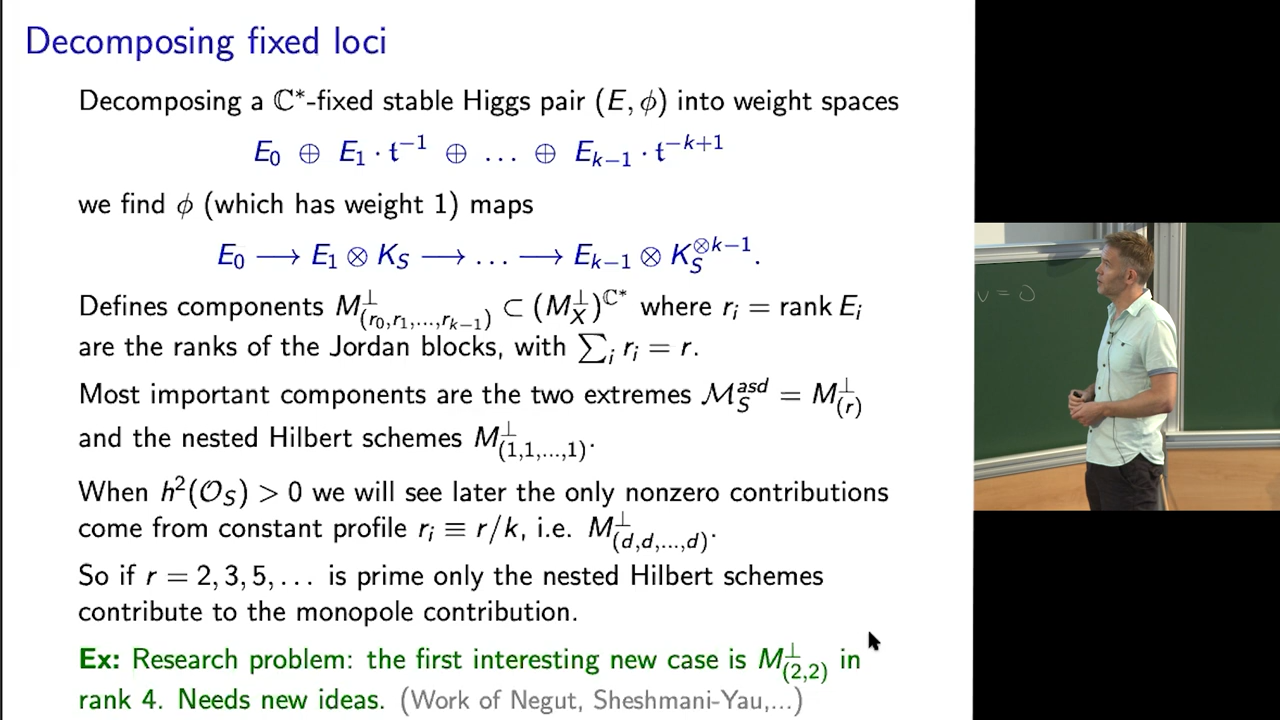 Decomposing fixed loci
Decomposing a ℂ*-fixed stable Higgs pair (E, ϕ) into weight spaces
E₀ ⊕ E₁ · t⁻¹ ⊕ … ⊕ Eₖ₋₁ · t⁻ᵏ⁺¹
we find ϕ (which has weight 1) maps
E₀ ⟶ E₁ ⊗ K_S ⟶ … ⟶ Eₖ₋₁ ⊗ K_S^{⊗k−1}.
Defines components M^⊥_{(r₀,r₁,…,rₖ₋₁)} ⊂ (M^⊥_X)^{ℂ*} where rᵢ = rank Eᵢ
are the ranks of the Jordan blocks, with ∑ᵢ rᵢ = r.
Most important components are the two extremes ℳ_S^{asd} = M^⊥_{(r)}
and the nested Hilbert schemes M^⊥_{(1,1,…,1)}.
When h²(𝒪_S) > 0 we will see later the only nonzero contributions
come from constant profile rᵢ ≡ r/k, i.e. M^⊥_{(d,d,…,d)}.
So if r = 2, 3, 5, … is prime only the nested Hilbert schemes
contribute to the monopole contribution.
Ex: Research problem: the first interesting new case is M^⊥_{(2,2)} in
rank 4. Needs new ideas. (Work of Negut, Sheshmani-Yau,...)
v = 0